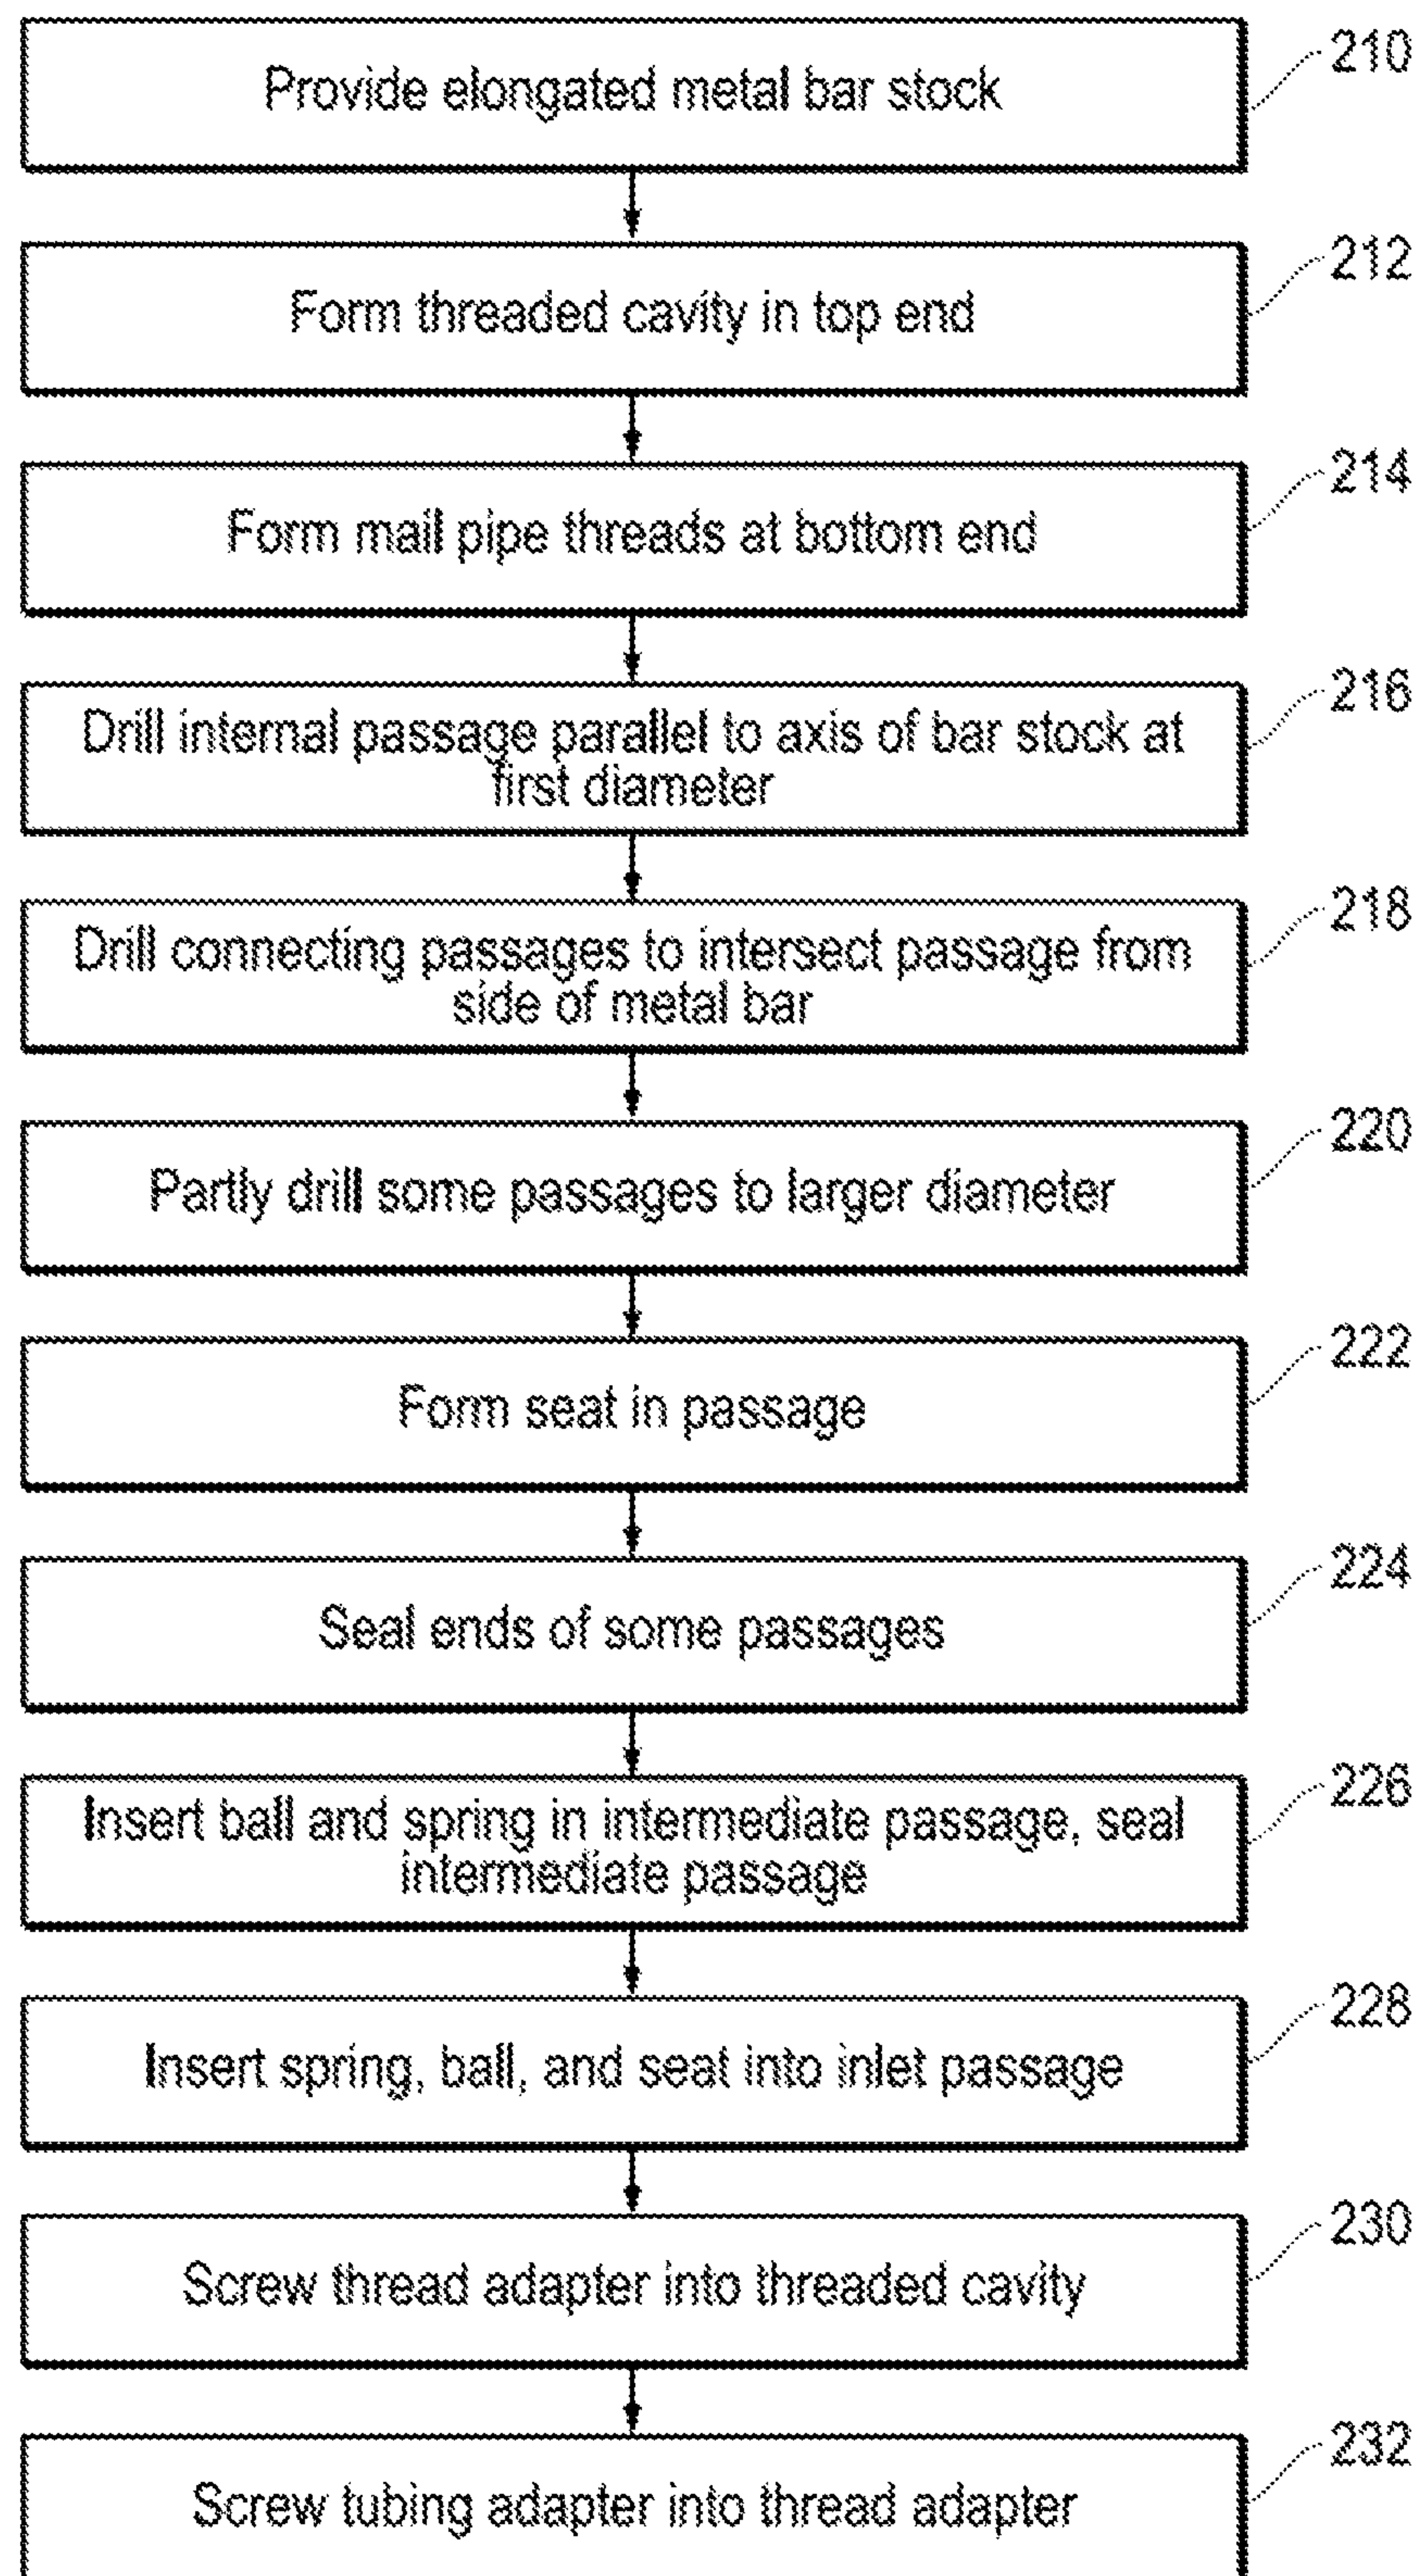 Provide elongated metal bar stock
210
Form threaded cavity in top end
212
Form mail pipe threads at bottom end
214
Drill internal passage parallel to axis of bar stock at
first diameter
216
Drill connecting passages to intersect passage from
side of metal bar
218
Partly drill some passages to larger diameter
220
Form seat in passage
222
Seal ends of some passages
224
Insert ball and spring in intermediate passage, seal
intermediate passage
226
Insert spring, ball, and seat into inlet passage
228
Screw thread adapter into threaded cavity
230
Screw tubing adapter into thread adapter
232